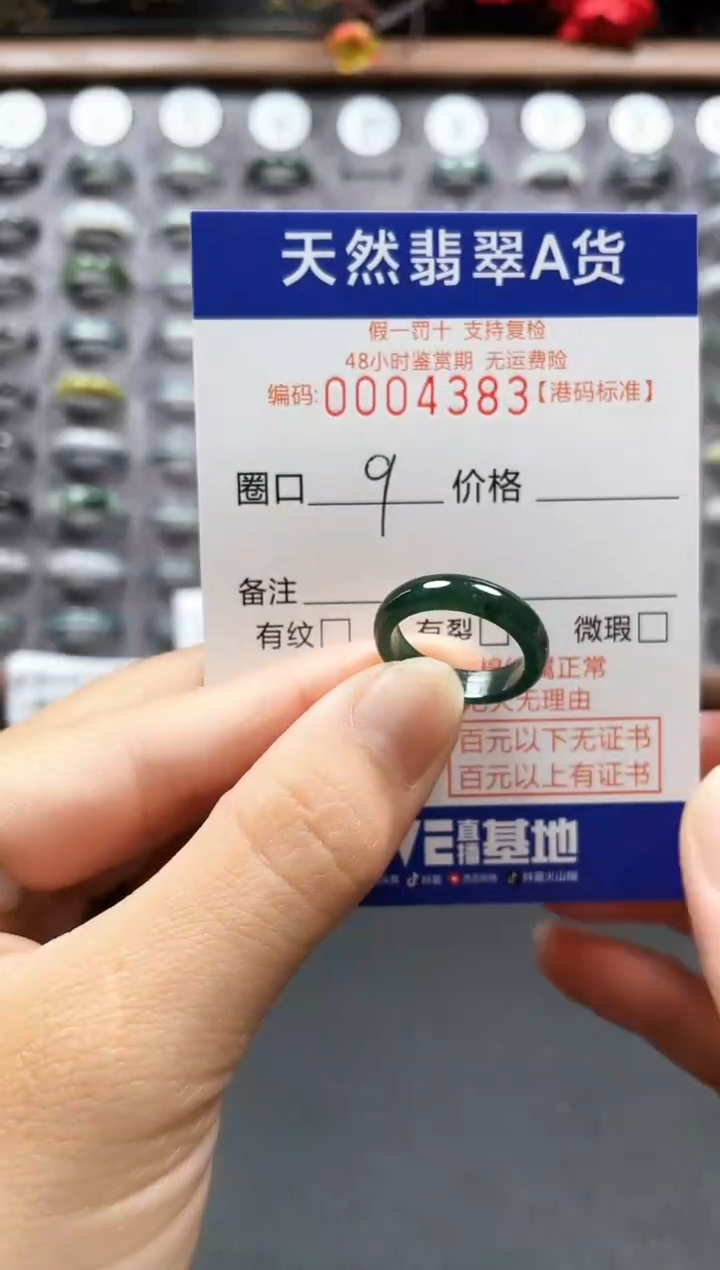 天然翡翠A货
假一罚十 支持复检
48小时鉴赏期 无运费险
编码:0004383【港码标准】
圈口 9 价格
备注
有纹 有裂 微瑕
属正常
无理由
百元以下无证书
百元以上有证书
直播基地